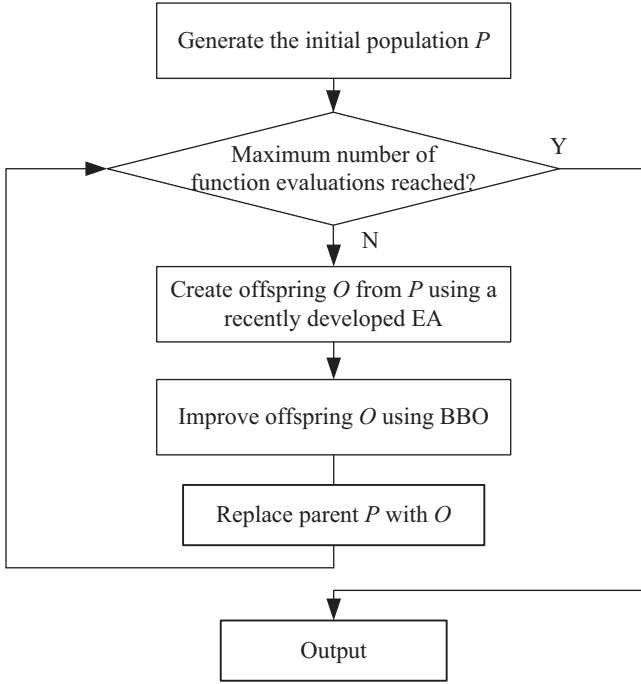 Generate the initial population P
Maximum number of
function evaluations reached?
Y
N
Create offspring O from P using a
recently developed EA
Improve offspring O using BBO
Replace parent P with O
Output